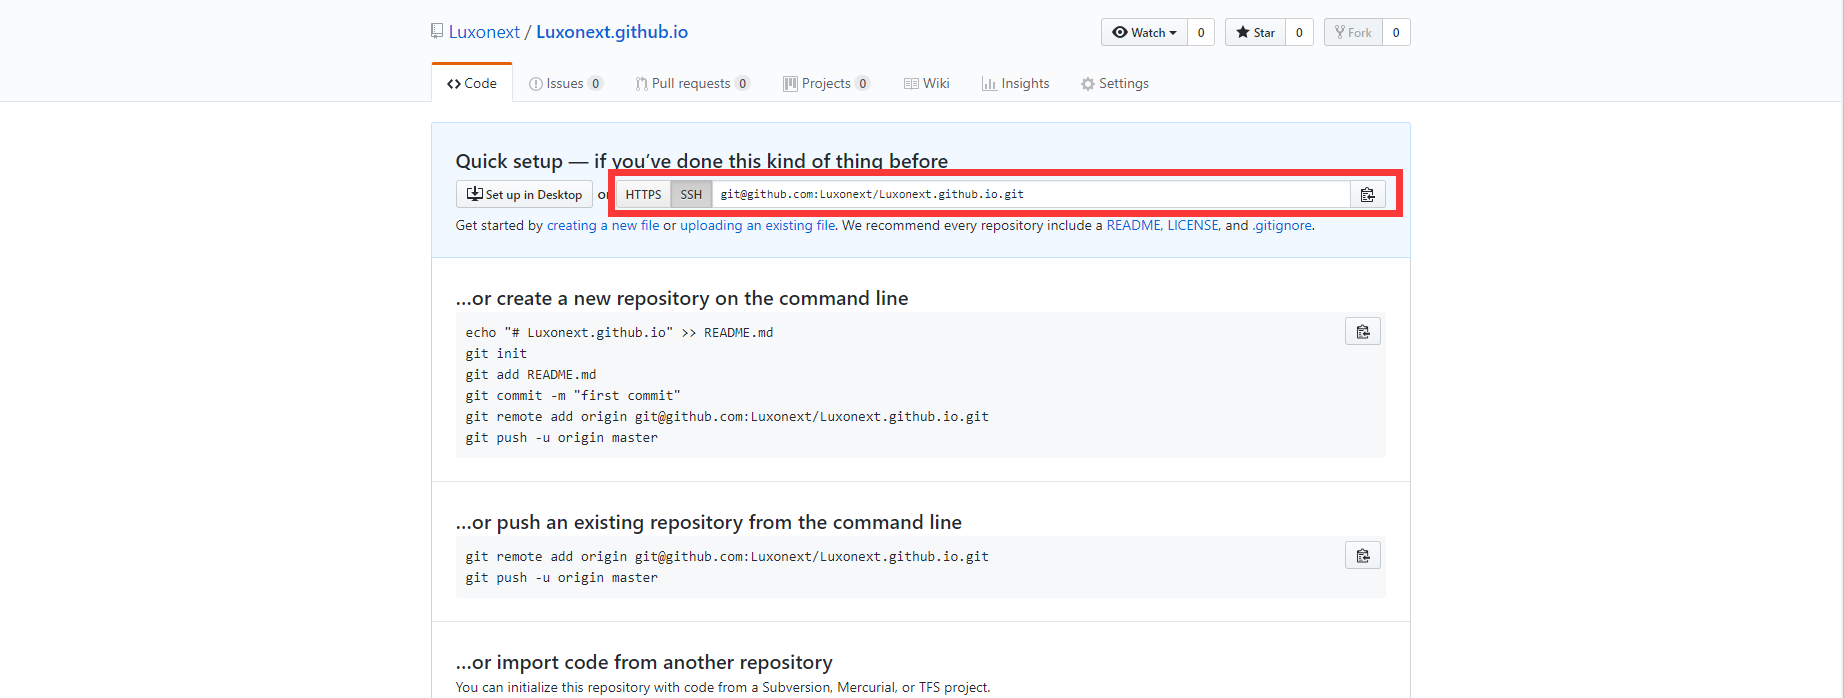 Luxonext / Luxonext.github.io
Watch 0 Star 0 Fork 0
Code Issues 0 Pull requests 0 Projects 0 Wiki Insights Settings
Quick setup — if you’ve done this kind of thing before
Set up in Desktop or HTTPS SSH git@github.com:Luxonext/Luxonext.github.io.git
Get started by creating a new file or uploading an existing file. We recommend every repository include a README, LICENSE, and .gitignore.
…or create a new repository on the command line
echo "# Luxonext.github.io" >> README.md
git init
git add README.md
git commit -m "first commit"
git remote add origin git@github.com:Luxonext/Luxonext.github.io.git
git push -u origin master
…or push an existing repository from the command line
git remote add origin git@github.com:Luxonext/Luxonext.github.io.git
git push -u origin master
…or import code from another repository
You can initialize this repository with code from a Subversion, Mercurial, or TFS project.